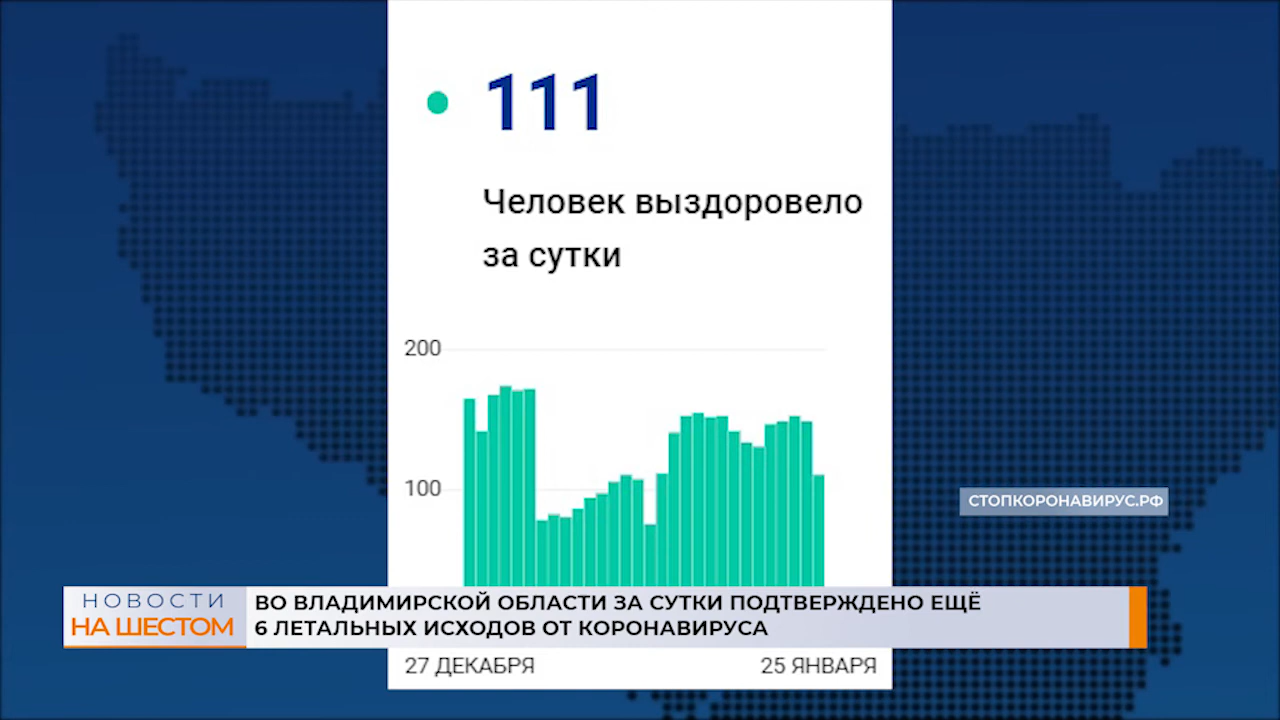 111
Человек выздоровело
за сутки
200
100
СТОПКОРОНАВИРУС.РФ
НОВОСТИ
НА ШЕСТОМ
ВО ВЛАДИМИРСКОЙ ОБЛАСТИ ЗА СУТКИ ПОДТВЕРЖДЕНО ЕЩЁ
6 ЛЕТАЛЬНЫХ ИСХОДОВ ОТ КОРОНАВИРУСА
27 ДЕКАБРЯ
25 ЯНВАРЯ